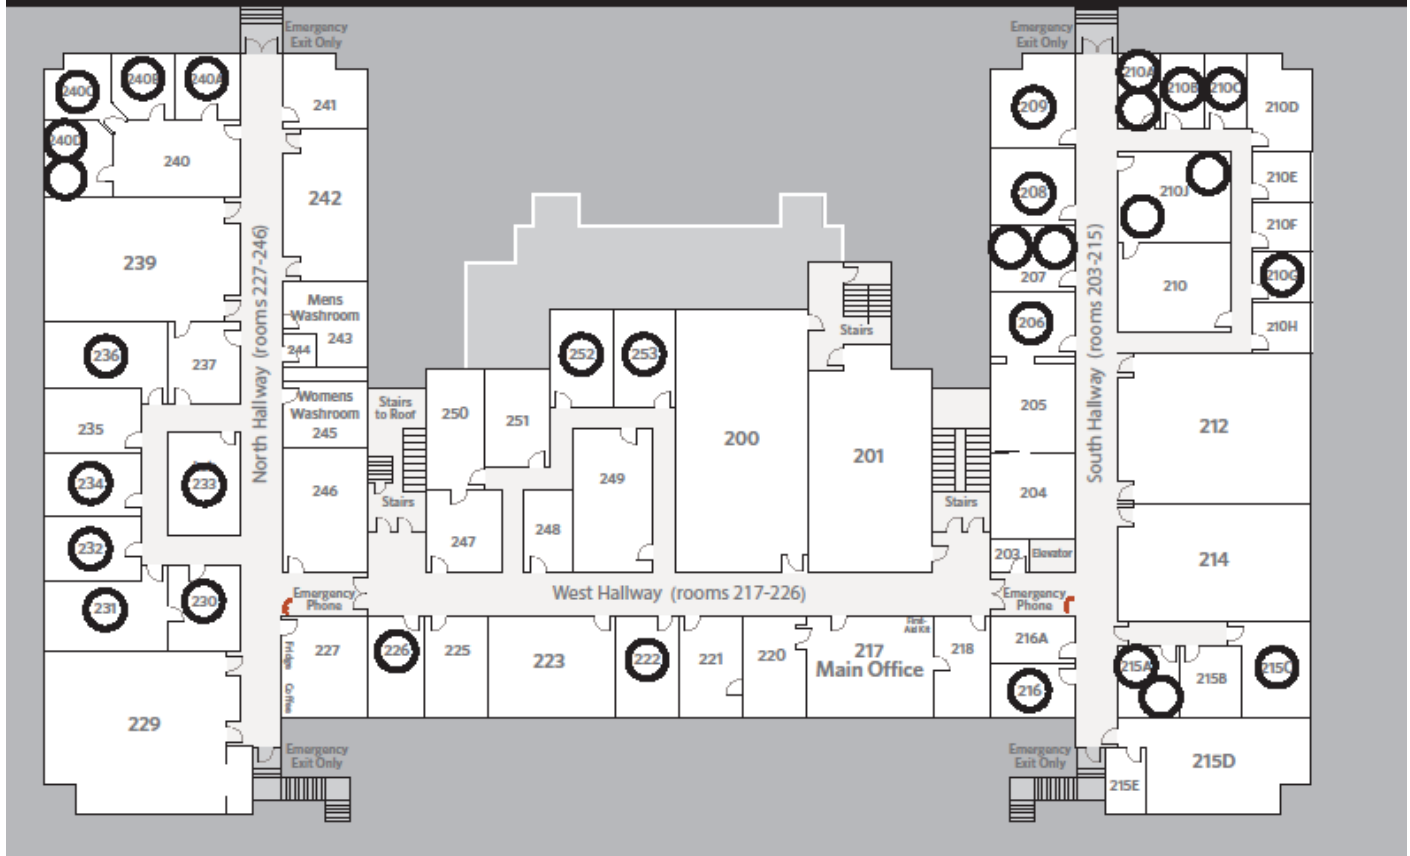 Emergency
Exit Only
Emergency
Exit Only
240C
240B
240A
241
209
210A
210B
210C
210D
240D
240
242
208
210J
210E
210F
239
North Hallway (rooms 227-246)
South Hallway (rooms 203-215)
207
210
210G
210H
Mens
Washroom
243
244
Stairs
206
236
237
252
253
Womens
Washroom
245
Stairs
to Roof
250
251
200
201
205
212
235
234
233
246
Stairs
249
Stairs
204
232
247
248
203
Elevator
214
231
230
Emergency
Phone
West Hallway (rooms 217-226)
Emergency
Phone
First-
Aid Kit
227
Fridge
Coffee
226
225
223
222
221
220
217
Main Office
218
216A
216
215A
215B
215C
229
Emergency
Exit Only
Emergency
Exit Only
215D
215E